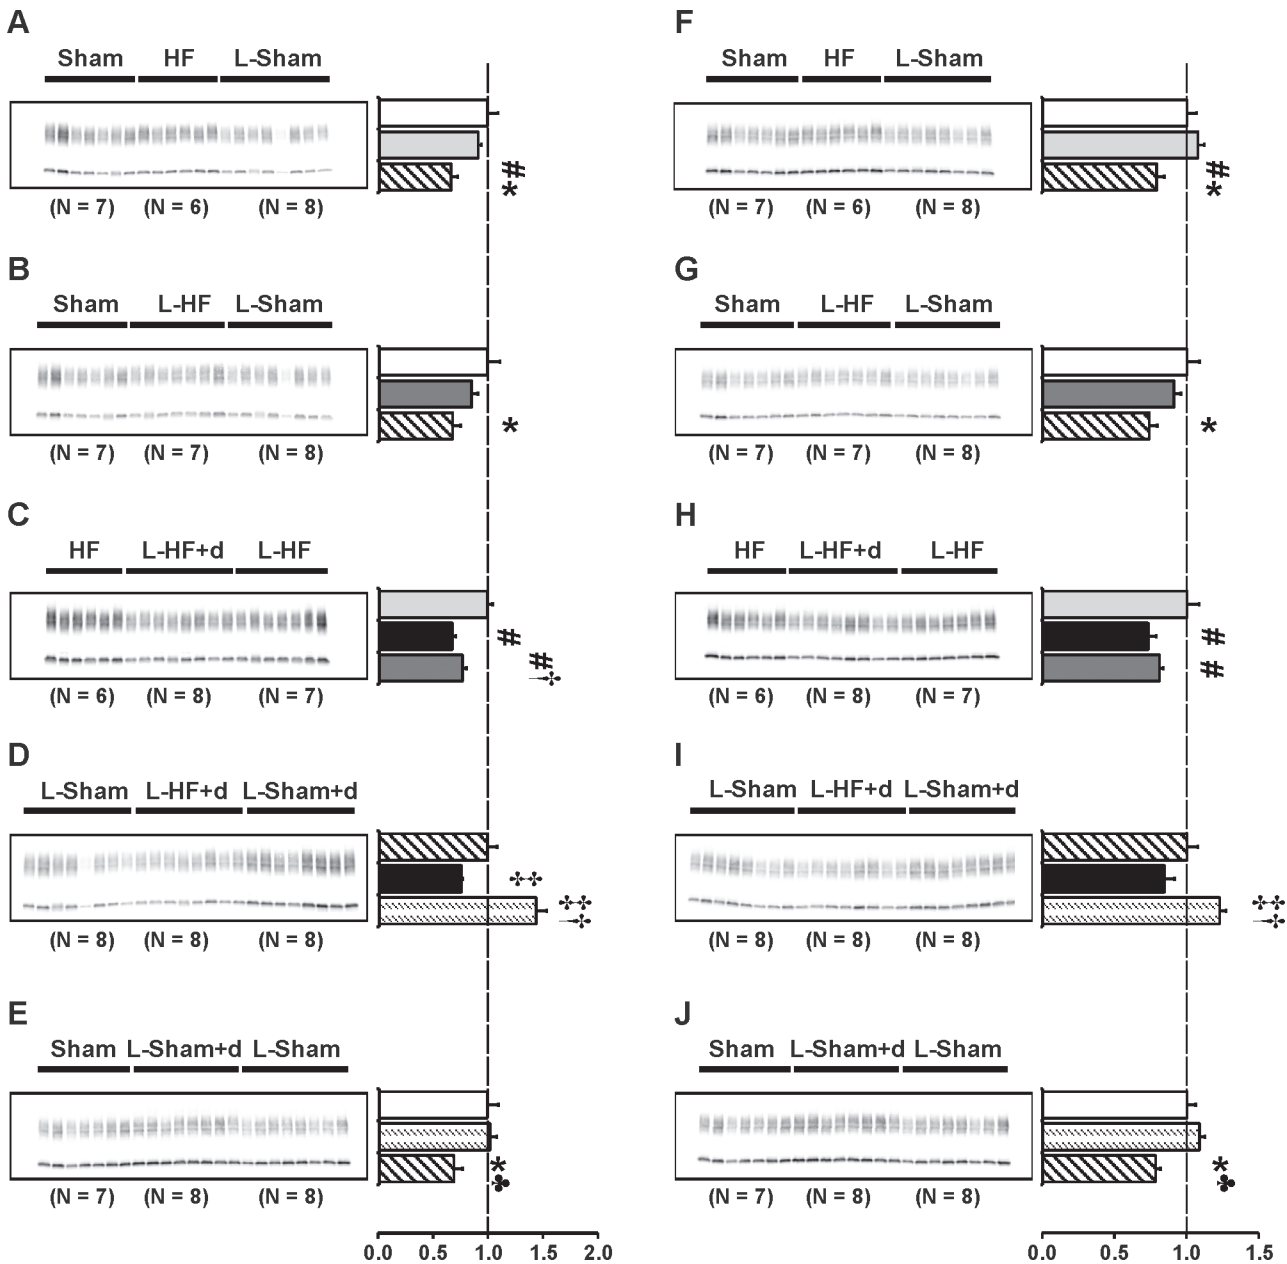 A
Sham HF L-Sham
#
*
(N = 7) (N = 6) (N = 8)
B
Sham L-HF L-Sham
*
(N = 7) (N = 7) (N = 8)
C
HF L-HF+d L-HF
#
#
(N = 6) (N = 8) (N = 7)
D
L-Sham L-HF+d L-Sham+d
(N = 8) (N = 8) (N = 8)
E
Sham L-Sham+d L-Sham
*
♣
(N = 7) (N = 8) (N = 8)
0.0 0.5 1.0 1.5 2.0
F
Sham HF L-Sham
#
*
(N = 7) (N = 6) (N = 8)
G
Sham L-HF L-Sham
*
(N = 7) (N = 7) (N = 8)
H
HF L-HF+d L-HF
#
#
(N = 6) (N = 8) (N = 7)
I
L-Sham L-HF+d L-Sham+d
(N = 8) (N = 8) (N = 8)
J
Sham L-Sham+d L-Sham
*
♣
(N = 7) (N = 8) (N = 8)
0.0 0.5 1.0 1.5